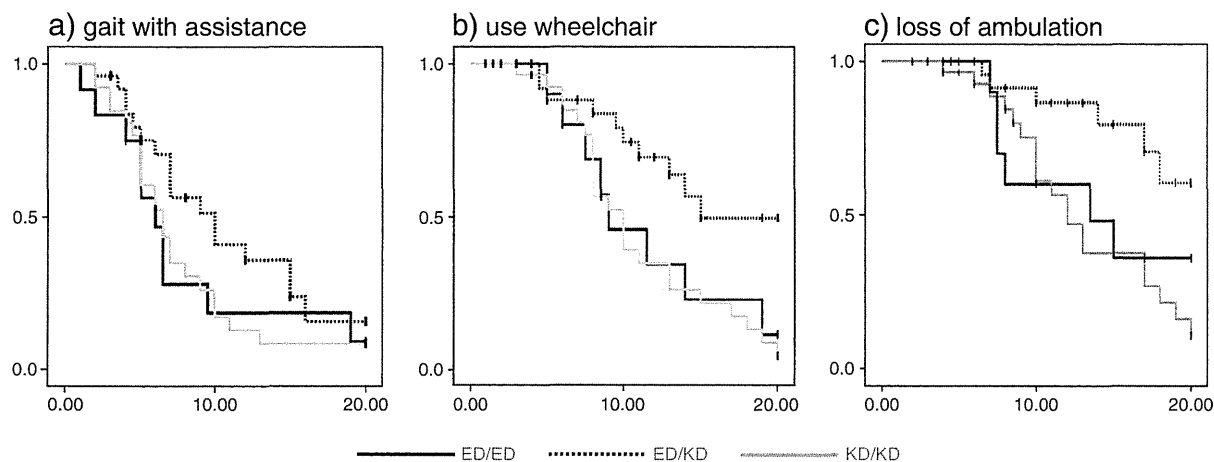 a) gait with assistance
b) use wheelchair
c) loss of ambulation
1.0
0.5
0.0
0.00 10.00 20.00
1.0
0.5
0.0
0.00 10.00 20.00
1.0
0.5
0.0
0.00 10.00 20.00
ED/ED ED/KD KD/KD